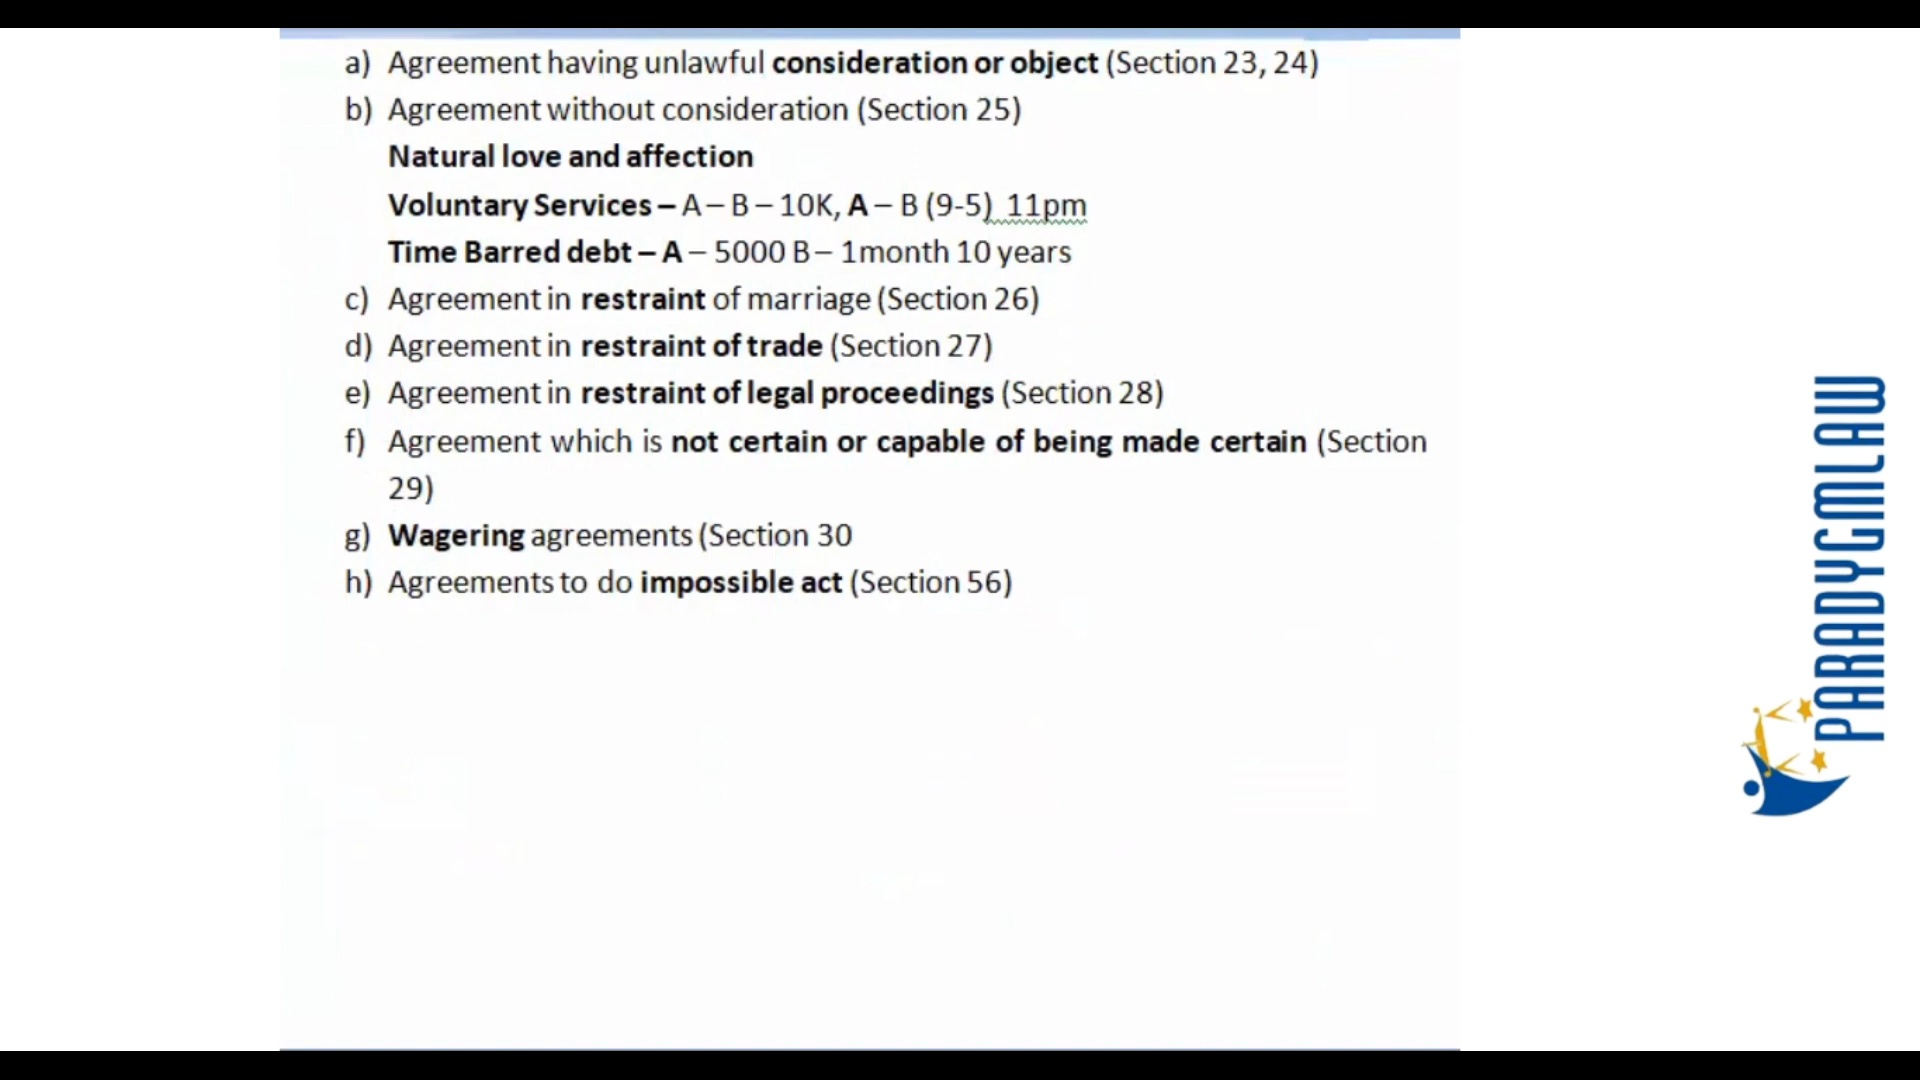 a) Agreement having unlawful consideration or object (Section 23, 24)
b) Agreement without consideration (Section 25)
Natural love and affection
Voluntary Services – A – B – 10K, A – B (9-5) 11pm
Time Barred debt – A – 5000 B – 1month 10 years
c) Agreement in restraint of marriage (Section 26)
d) Agreement in restraint of trade (Section 27)
e) Agreement in restraint of legal proceedings (Section 28)
f) Agreement which is not certain or capable of being made certain (Section
29)
g) Wagering agreements (Section 30
h) Agreements to do impossible act (Section 56)
PARADYGMLAW